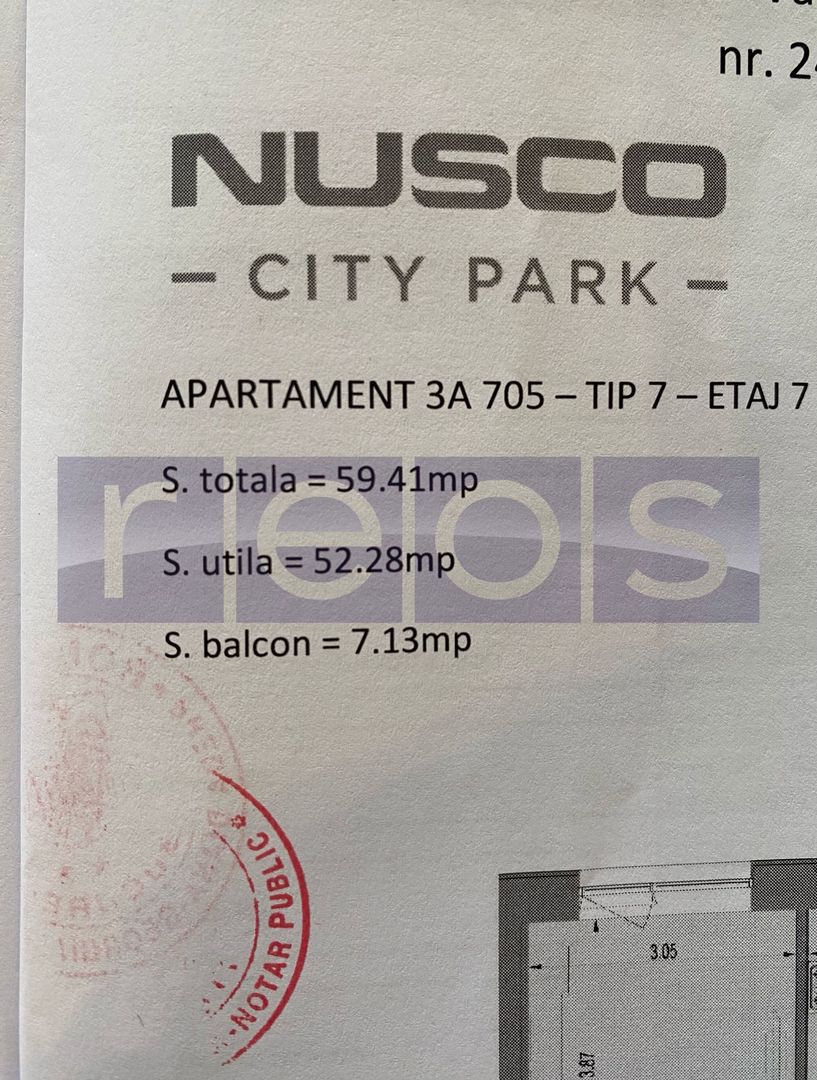 nr. 24
NUSCO
– CITY PARK –
APARTAMENT 3A 705 – TIP 7 – ETAJ 7
S. totala = 59.41mp
reos
S. utila = 52.28mp
S. balcon = 7.13mp
* NOTAR PUBLIC *
3.05
3.87